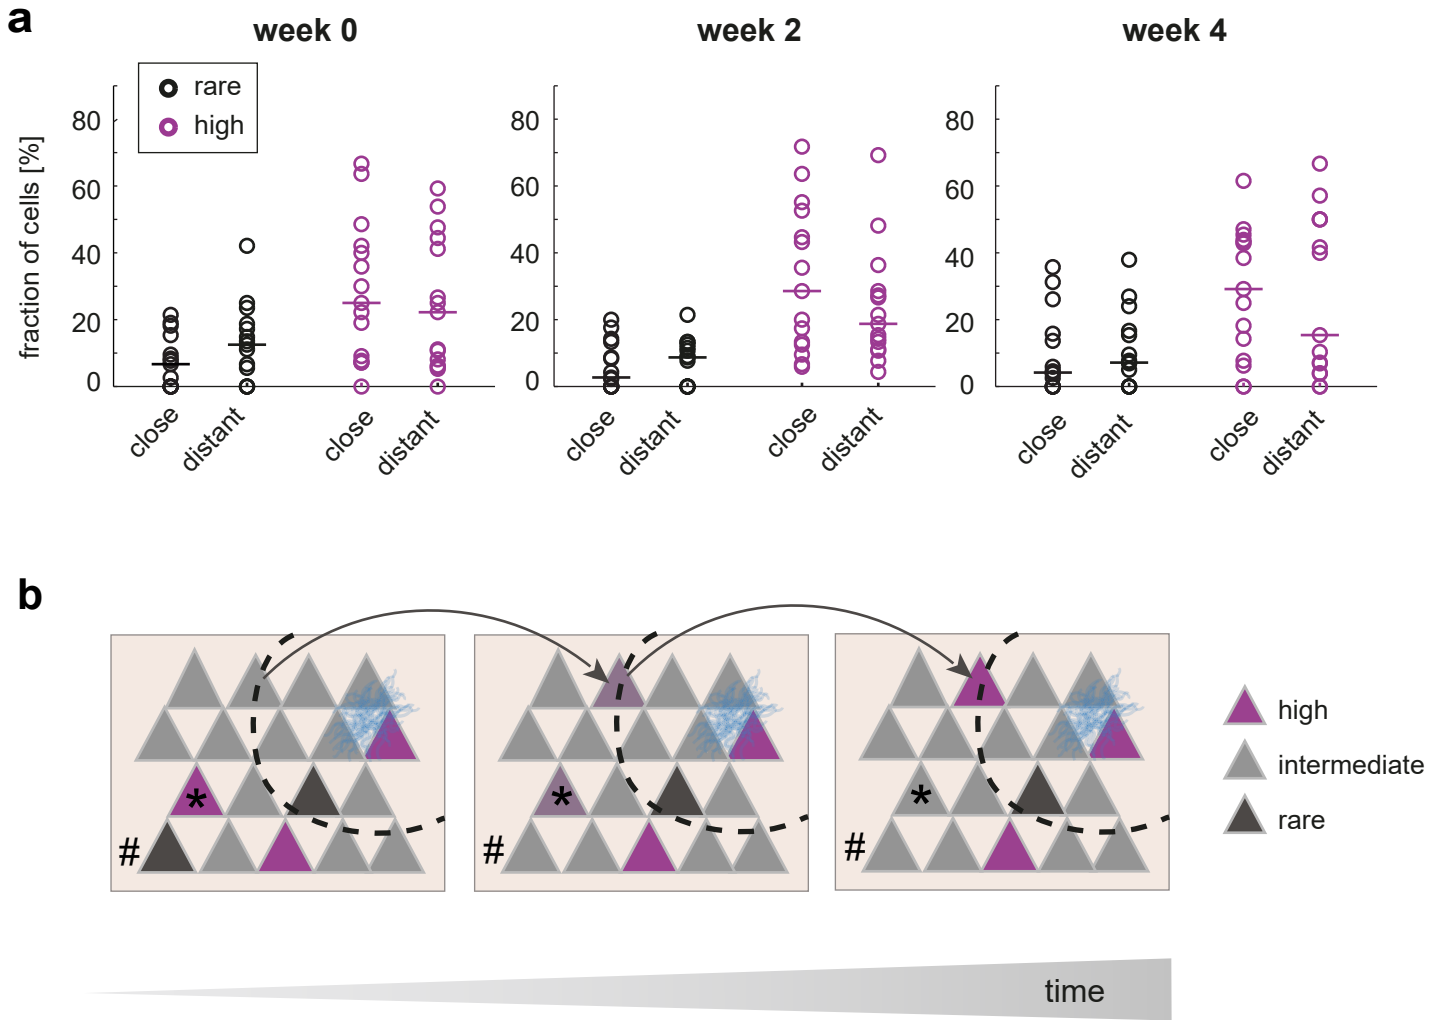 a
week 0
week 2
week 4
rare
high
fraction of cells [%]
80
60
40
20
0
80
60
40
20
0
80
60
40
20
0
close
distant
close
distant
close
distant
close
distant
close
distant
close
distant
b
*
#
*
#
*
#
high
intermediate
rare
time